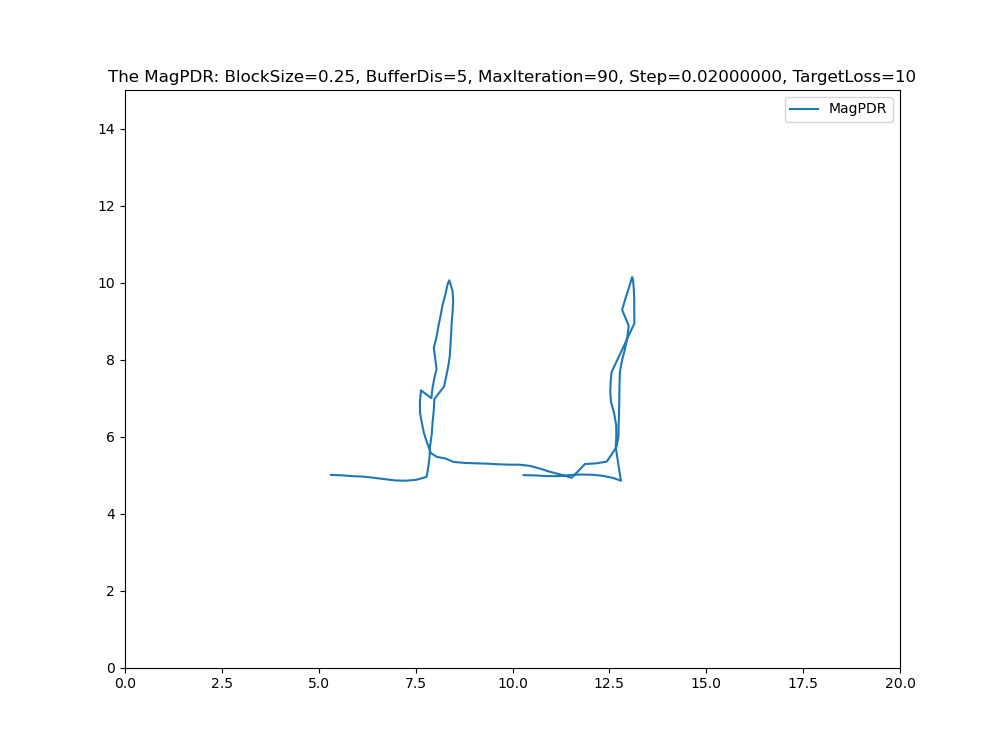 The MagPDR: BlockSize=0.25, BufferDis=5, MaxIteration=90, Step=0.02000000, TargetLoss=10
MagPDR
14
12
10
8
6
4
2
0
0.0 2.5 5.0 7.5 10.0 12.5 15.0 17.5 20.0